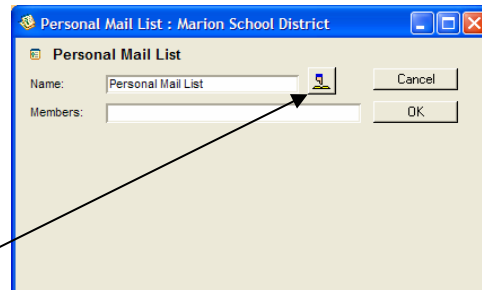 Personal Mail List : Marion School District
Personal Mail List
Name: Personal Mail List Cancel
Members: OK